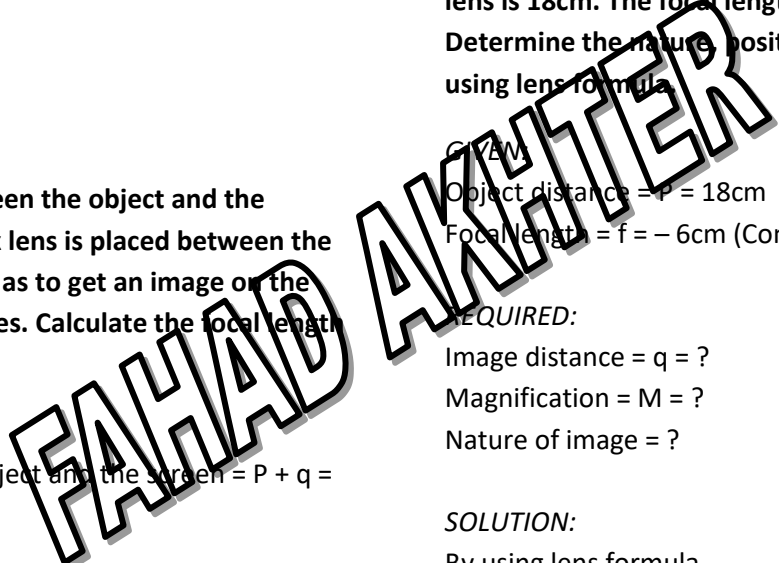 een the object and the
lens is placed between the
as to get an image on the
es. Calculate the focal length
ject and the screen = P + q =
lens is 18cm. The focal length
Determine the nature, posit
using lens formula.
GIVEN:
Object distance = P = 18cm
Focal length = f = – 6cm (Con
REQUIRED:
Image distance = q = ?
Magnification = M = ?
Nature of image = ?
SOLUTION:
By using lens formula
FAHAD AKHTER